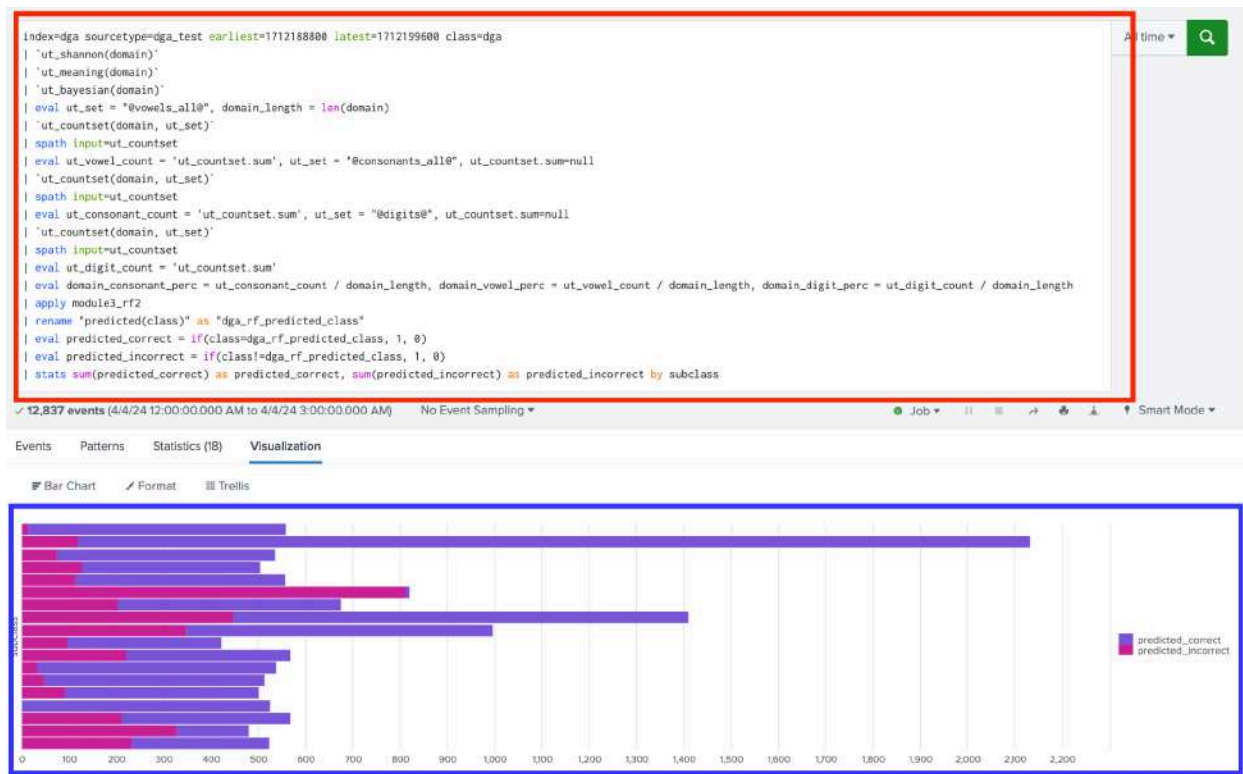 index=dga sourcetype=dga_test earliest=1712188800 latest=1712199600 class=dga
| `ut_shannon(domain)`
| `ut_meaning(domain)`
| `ut_bayesian(domain)`
| eval ut_set = "@vowels_all@", domain_length = len(domain)
| `ut_countset(domain, ut_set)`
| spath input=ut_countset
| eval ut_vowel_count = 'ut_countset.sum', ut_set = "@consonants_all@", ut_countset.sum=null
| `ut_countset(domain, ut_set)`
| spath input=ut_countset
| eval ut_consonant_count = 'ut_countset.sum', ut_set = "@digits@", ut_countset.sum=null
| `ut_countset(domain, ut_set)`
| spath input=ut_countset
| eval ut_digit_count = 'ut_countset.sum'
| eval domain_consonant_perc = ut_consonant_count / domain_length, domain_vowel_perc = ut_vowel_count / domain_length, domain_digit_perc = ut_digit_count / domain_length
| apply module3_rf2
| rename "predicted(class)" as "dga_rf_predicted_class"
| eval predicted_correct = if(class=dga_rf_predicted_class, 1, 0)
| eval predicted_incorrect = if(class!=dga_rf_predicted_class, 1, 0)
| stats sum(predicted_correct) as predicted_correct, sum(predicted_incorrect) as predicted_incorrect by subclass
All time
12,837 events (4/4/24 12:00:00.000 AM to 4/4/24 3:00:00.000 AM) No Event Sampling Job Smart Mode
Events Patterns Statistics (18) Visualization
Bar Chart Format Trellis
subclass
predicted_correct
predicted_incorrect
0 100 200 300 400 500 600 700 800 900 1,000 1,100 1,200 1,300 1,400 1,500 1,600 1,700 1,800 1,900 2,000 2,100 2,200